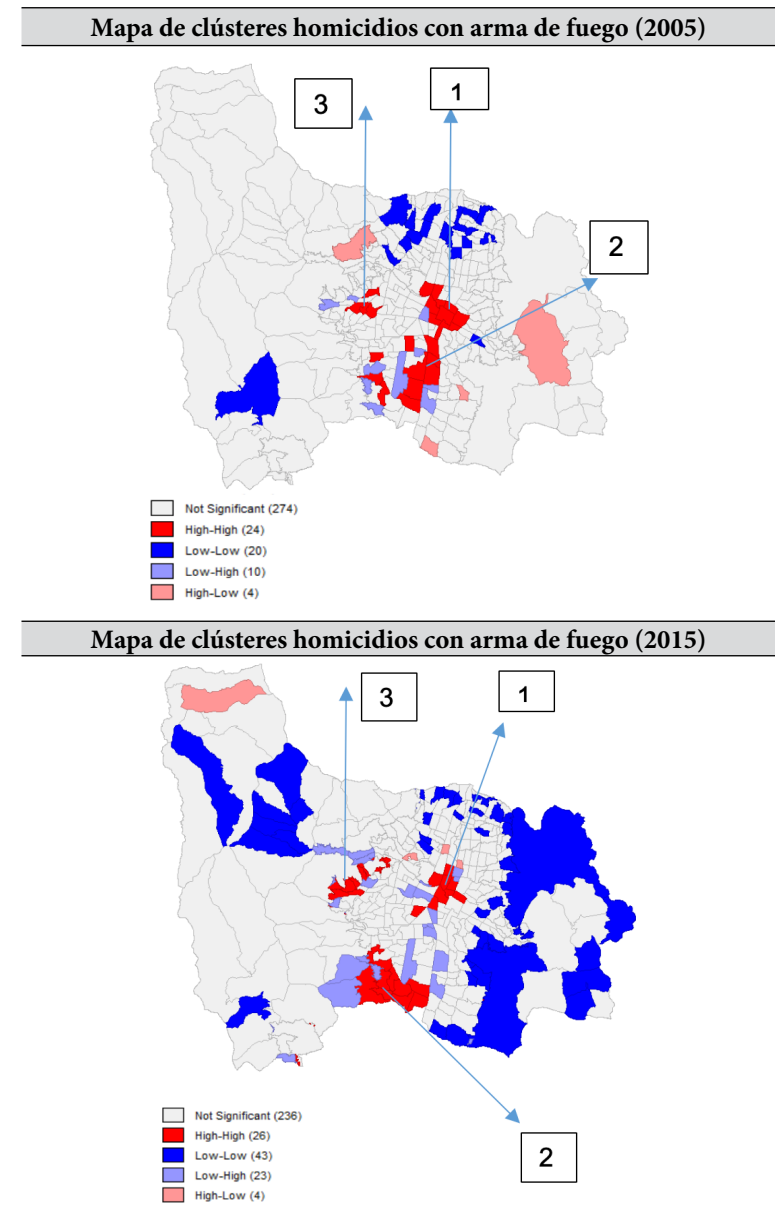 Mapa de clústeres homicidios con arma de fuego (2005)
3
1
2
Not Significant (274)
High-High (24)
Low-Low (20)
Low-High (10)
High-Low (4)
Mapa de clústeres homicidios con arma de fuego (2015)
3
1
Not Significant (236)
High-High (26)
Low-Low (43)
Low-High (23)
High-Low (4)
2